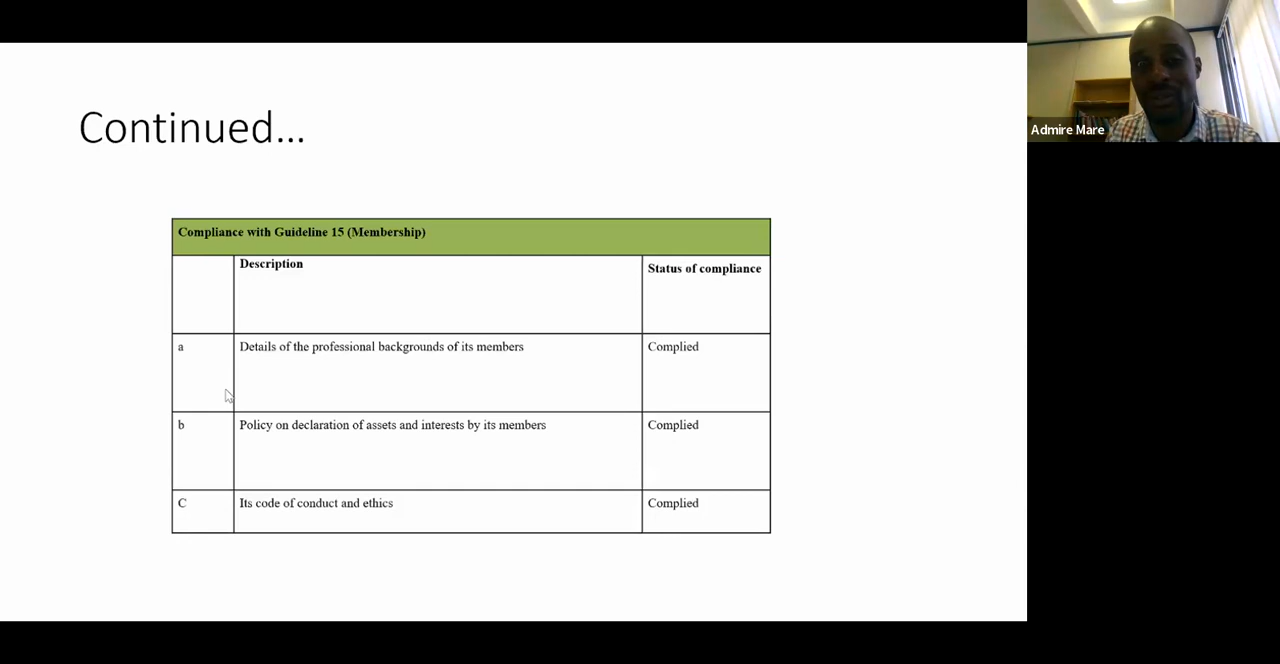 Continued...
Admire Mare
Compliance with Guideline 15 (Membership)
Description
Status of compliance
a
Details of the professional backgrounds of its members
Complied
b
Policy on declaration of assets and interests by its members
Complied
C
Its code of conduct and ethics
Complied